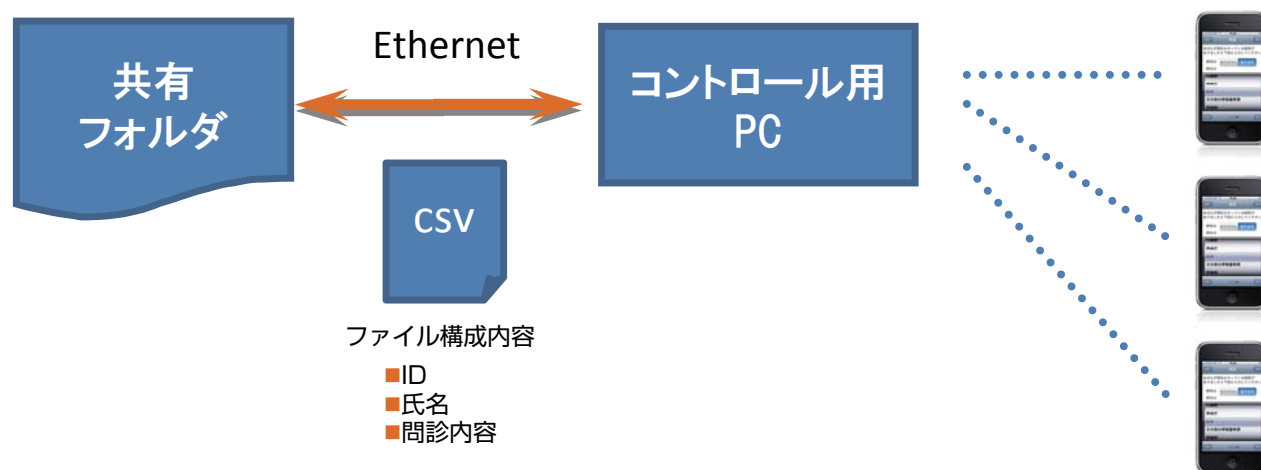 共有
フォルダ
Ethernet
コントロール用
PC
CSV
ファイル構成内容
■ID
■氏名
■問診内容